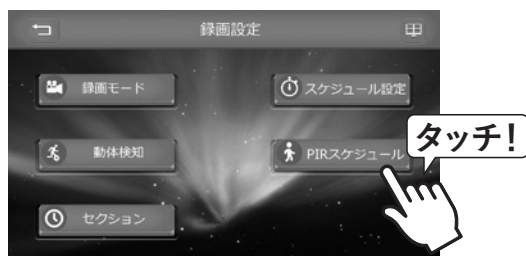 録画設定
録画モード
スケジュール設定
動体検知
PIRスケジュール
タッチ!
セクション